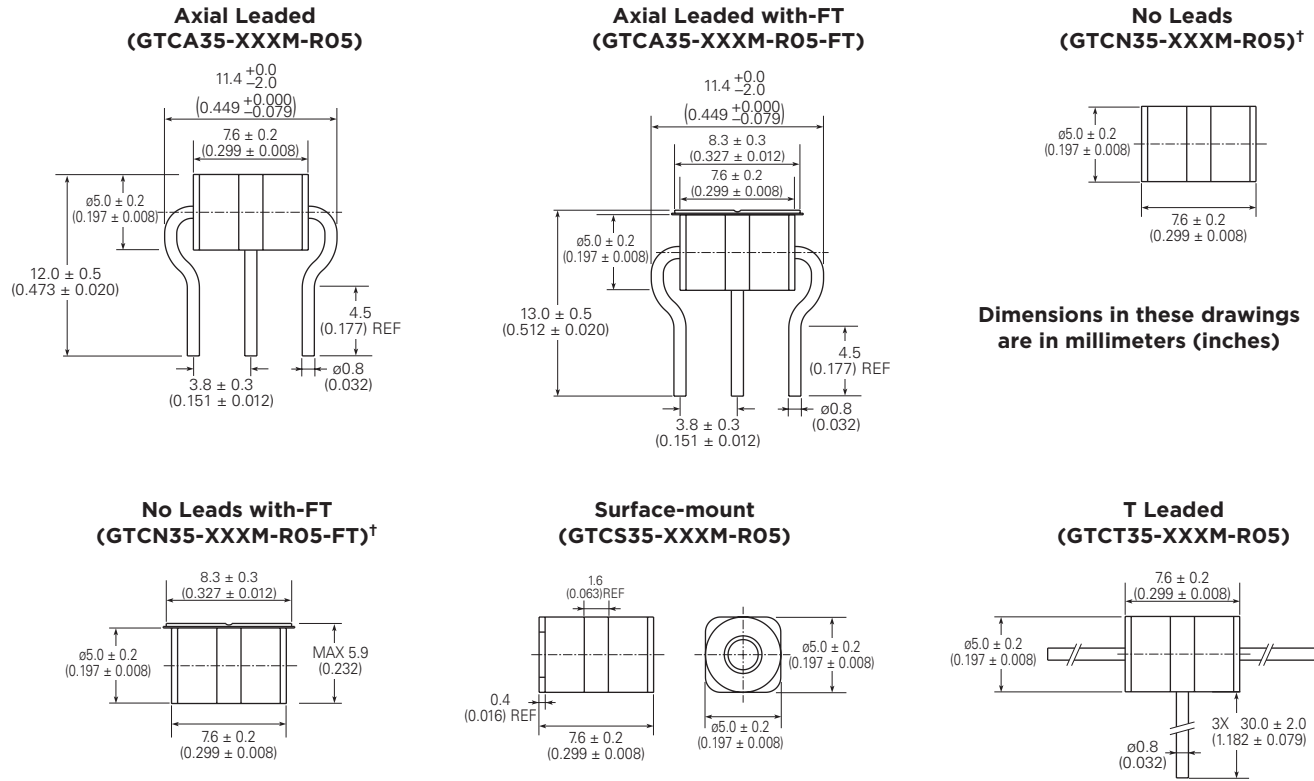 Axial Leaded
(GTCA35-XXXM-R05)
11.4 +0.0
−2.0
(0.449 +0.000
−0.079)
7.6 ± 0.2
(0.299 ± 0.008)
ø5.0 ± 0.2
(0.197 ± 0.008)
12.0 ± 0.5
(0.473 ± 0.020)
4.5
(0.177) REF
3.8 ± 0.3
(0.151 ± 0.012)
ø0.8
(0.032)
Axial Leaded with-FT
(GTCA35-XXXM-R05-FT)
11.4 +0.0
−2.0
(0.449 +0.000
−0.079)
8.3 ± 0.3
(0.327 ± 0.012)
7.6 ± 0.2
(0.299 ± 0.008)
ø5.0 ± 0.2
(0.197 ± 0.008)
13.0 ± 0.5
(0.512 ± 0.020)
4.5
(0.177) REF
3.8 ± 0.3
(0.151 ± 0.012)
ø0.8
(0.032)
No Leads
(GTCN35-XXXM-R05)†
ø5.0 ± 0.2
(0.197 ± 0.008)
7.6 ± 0.2
(0.299 ± 0.008)
Dimensions in these drawings
are in millimeters (inches)
No Leads with-FT
(GTCN35-XXXM-R05-FT)†
8.3 ± 0.3
(0.327 ± 0.012)
ø5.0 ± 0.2
(0.197 ± 0.008)
MAX 5.9
(0.232)
7.6 ± 0.2
(0.299 ± 0.008)
Surface-mount
(GTCS35-XXXM-R05)
1.6
(0.063)REF
ø5.0 ± 0.2
(0.197 ± 0.008)
0.4
(0.016) REF
7.6 ± 0.2
(0.299 ± 0.008)
ø5.0 ± 0.2
(0.197 ± 0.008)
T Leaded
(GTCT35-XXXM-R05)
7.6 ± 0.2
(0.299 ± 0.008)
ø5.0 ± 0.2
(0.197 ± 0.008)
3X 30.0 ± 2.0
(1.182 ± 0.079)
ø0.8
(0.032)